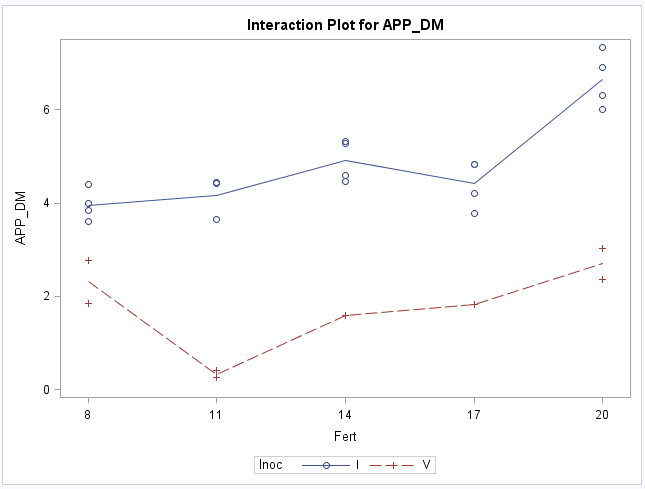 Interaction Plot for APP_DM
APP_DM
6
4
2
0
8 11 14 17 20
Fert
Inoc I V